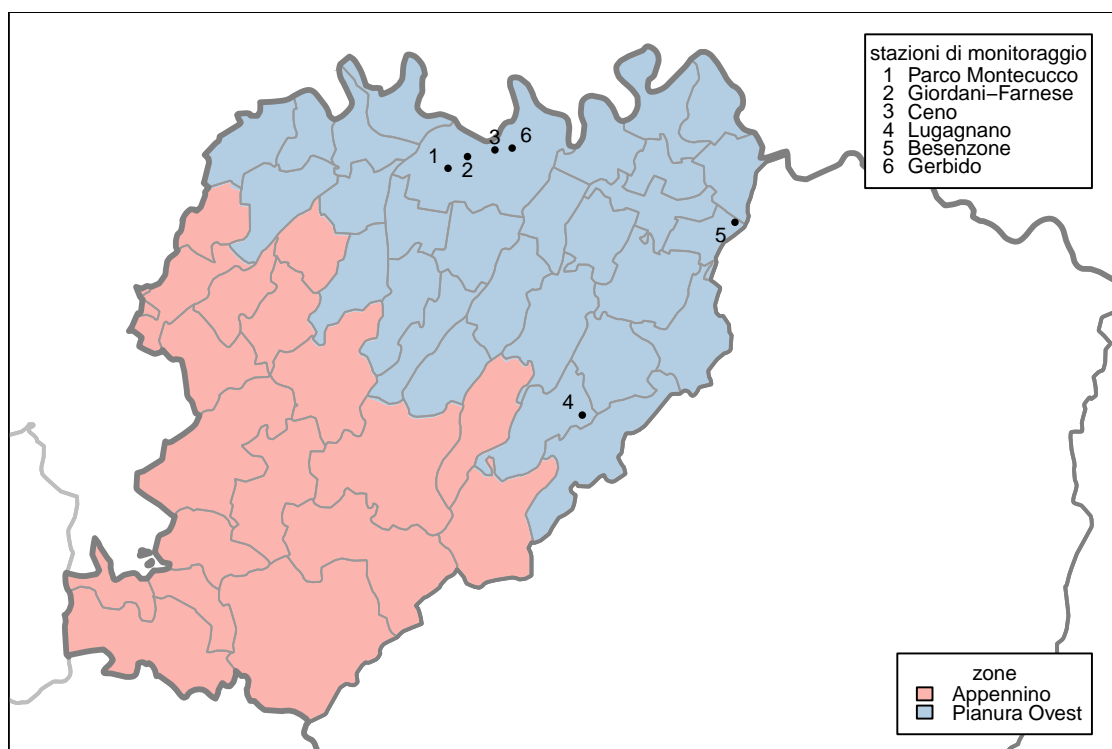 stazioni di monitoraggio
1 Parco Montecucco
2 Giordani−Farnese
3 Ceno
4 Lugagnano
5 Besenzone
6 Gerbido
3
6
1
2
5
4
zone
Appennino
Pianura Ovest